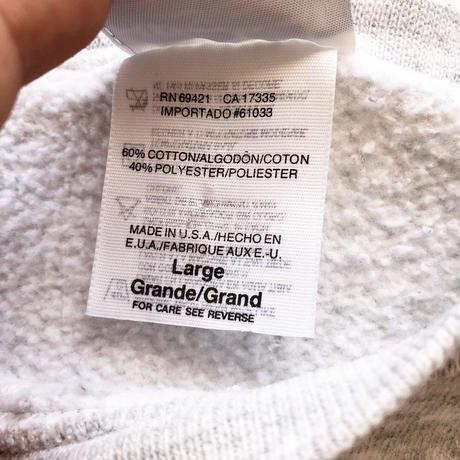 RN 69421 CA 17335
IMPORTADO #61033
60% COTTON/ALGODÓN/COTON
40% POLYESTER/POLIESTER
MADE IN U.S.A./HECHO EN
E.U.A./FABRIQUE AUX E.-U.
Large
Grande/Grand
FOR CARE SEE REVERSE